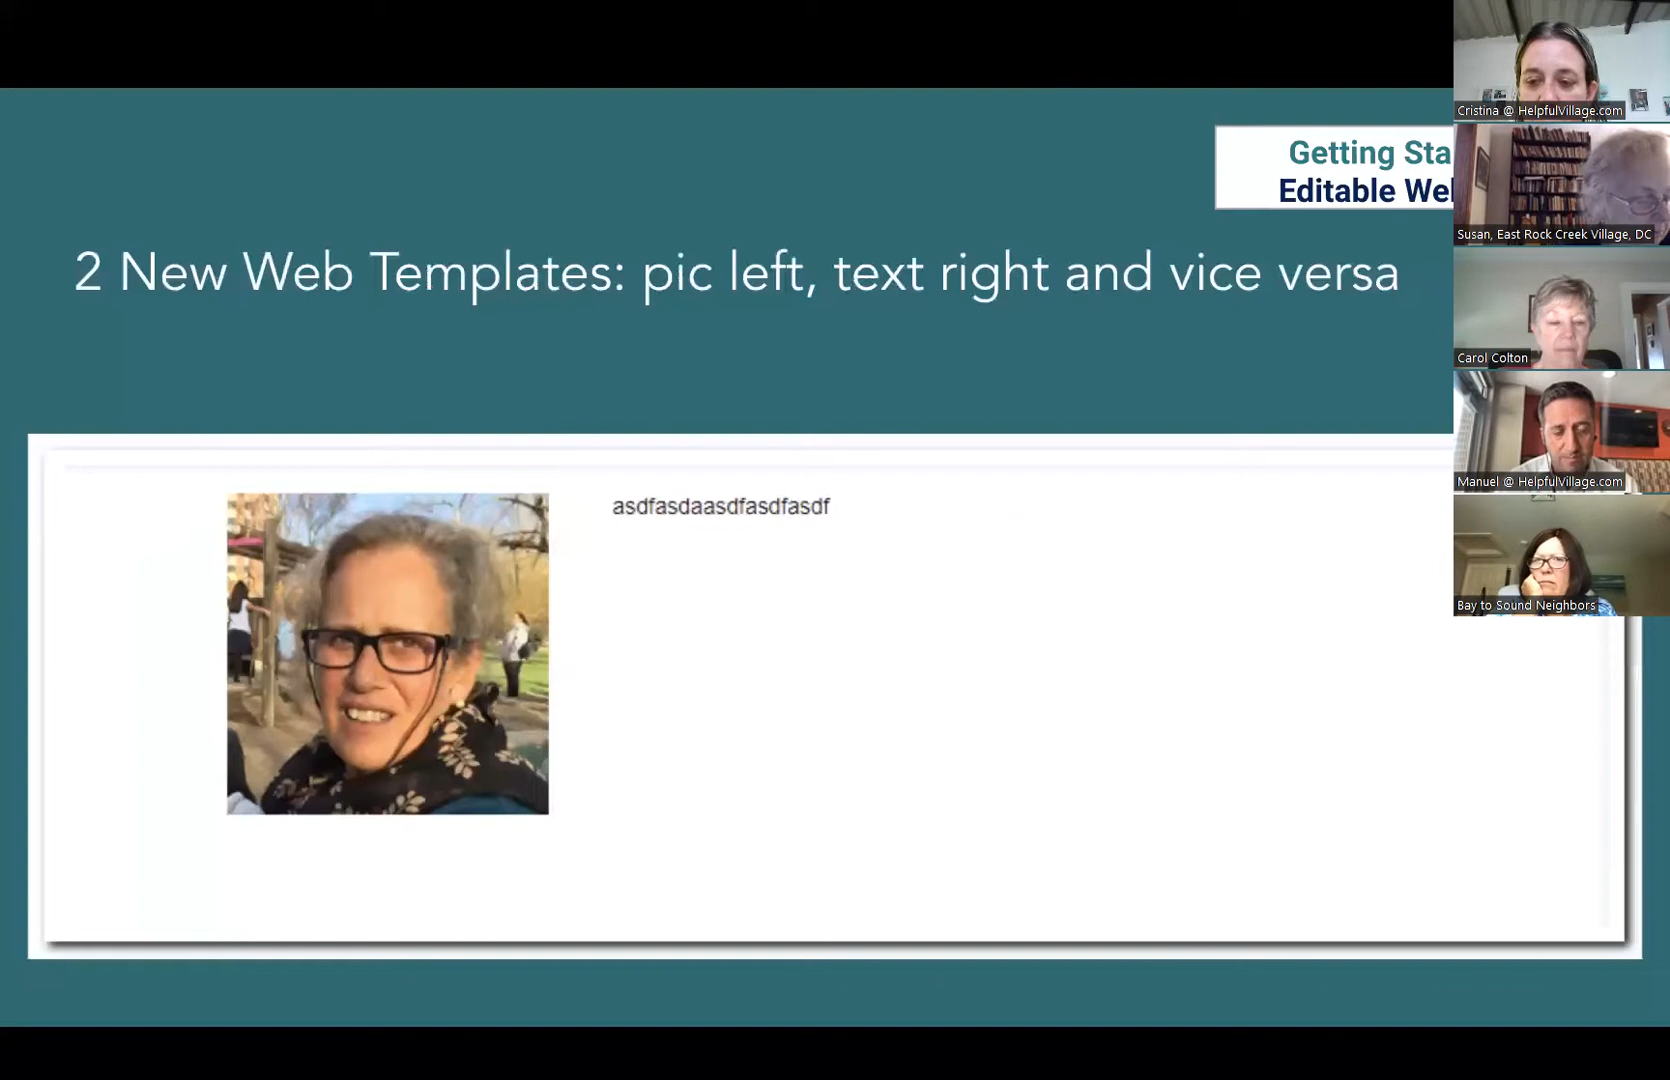 Getting Sta
Editable We
2 New Web Templates: pic left, text right and vice versa
asdfasdaasdfasdfasdf
Cristina @ HelpfulVillage.com
Susan, East Rock Creek Village, DC
Carol Colton
Manuel @ HelpfulVillage.com
Bay to Sound Neighbors